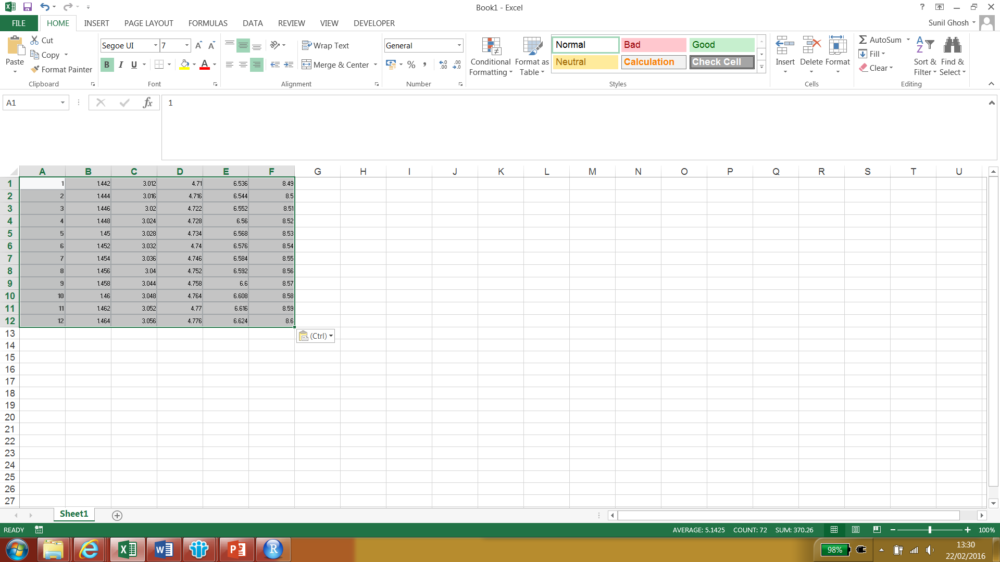 Book1 - Excel
FILE HOME INSERT PAGE LAYOUT FORMULAS DATA REVIEW VIEW DEVELOPER Sunil Ghosh
Paste
Cut
Copy
Format Painter
Clipboard
Segoe UI 7
B I U
Font
Wrap Text
Merge & Center
Alignment
General
Number
Conditional Formatting
Format as Table
Normal Bad Good
Neutral Calculation Check Cell
Styles
Insert Delete Format
Cells
AutoSum
Fill
Clear
Sort & Filter
Find & Select
Editing
A1 fx 1
A B C D E F G H I J K L M N O P Q R S T U
1 1 1.442 3.012 4.71 6.536 8.49
2 2 1.444 3.016 4.716 6.544 8.5
3 3 1.446 3.02 4.722 6.552 8.51
4 4 1.448 3.024 4.728 6.56 8.52
5 5 1.45 3.028 4.734 6.568 8.53
6 6 1.452 3.032 4.74 6.576 8.54
7 7 1.454 3.036 4.746 6.584 8.55
8 8 1.456 3.04 4.752 6.592 8.56
9 9 1.458 3.044 4.758 6.6 8.57
10 10 1.46 3.048 4.764 6.608 8.58
11 11 1.462 3.052 4.77 6.616 8.59
12 12 1.464 3.056 4.776 6.624 8.6
13
(Ctrl)
14
15
16
17
18
19
20
21
22
23
24
25
26
27
Sheet1
READY AVERAGE: 5.1425 COUNT: 72 SUM: 370.26 100%
98%
13:30
22/02/2016